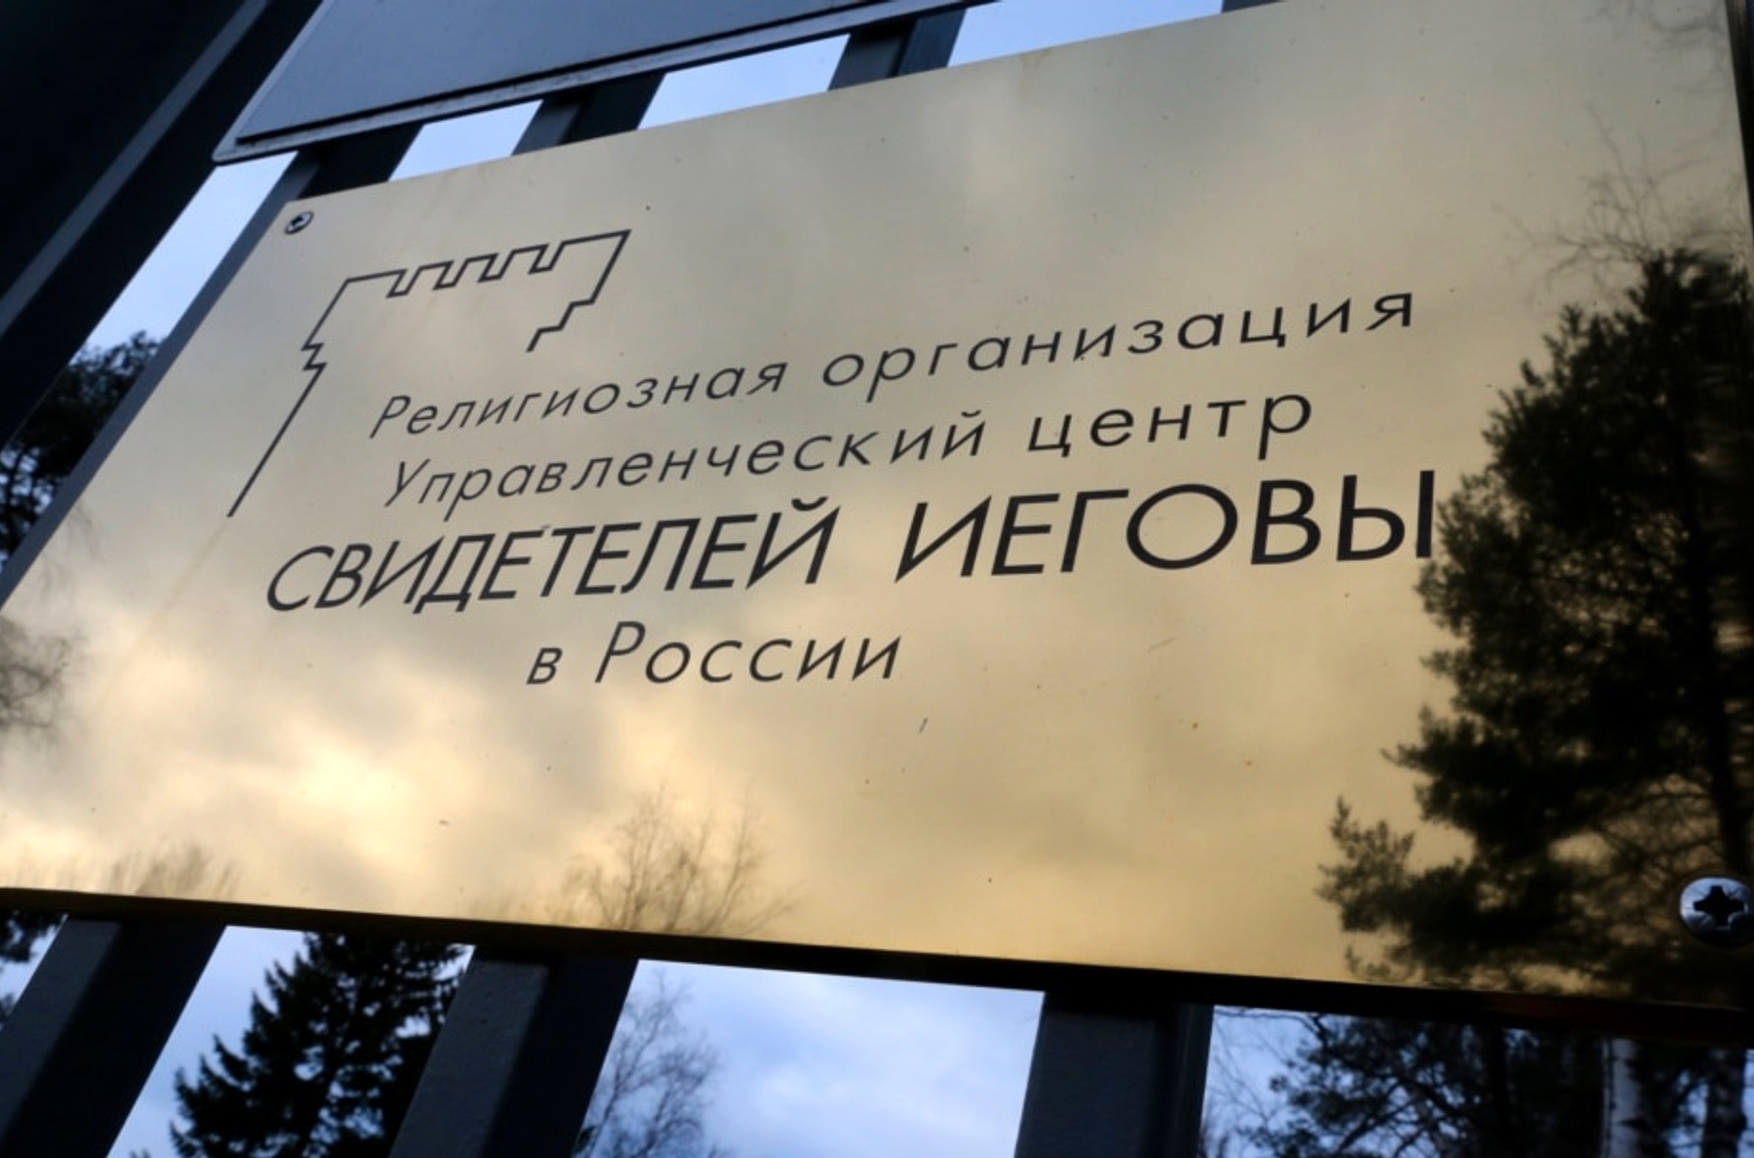 Религиозная организация
Управленческий центр
СВИДЕТЕЛЕЙ ИЕГОВЫ
в России